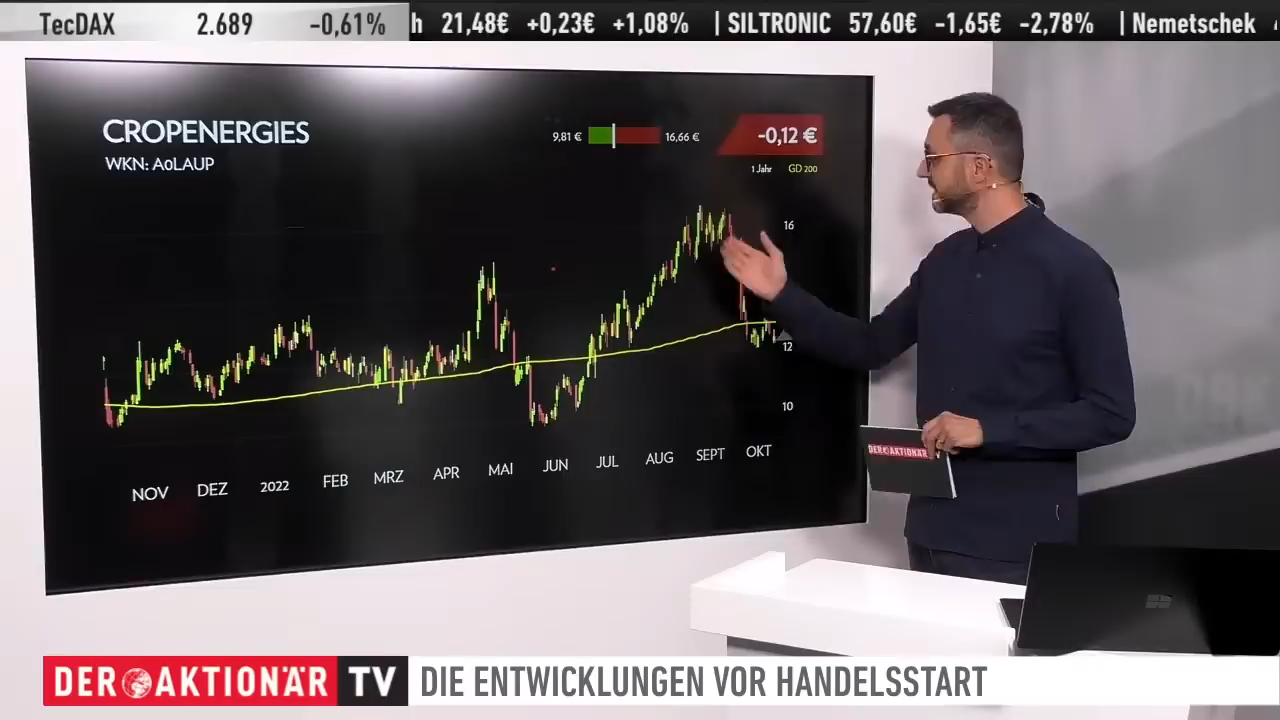 TecDAX 2.689 -0,61% h 21,48€ +0,23€ +1,08% | SILTRONIC 57,60€ -1,65€ -2,78% | Nemetschek
CROPENERGIES
WKN: A0LAUP
9,81 € 16,66 € -0,12 €
1 Jahr GD 200
16
12
10
NOV DEZ 2022 FEB MRZ APR MAI JUN JUL AUG SEPT OKT
DER AKTIONÄR
DER AKTIONÄR TV DIE ENTWICKLUNGEN VOR HANDELSSTART